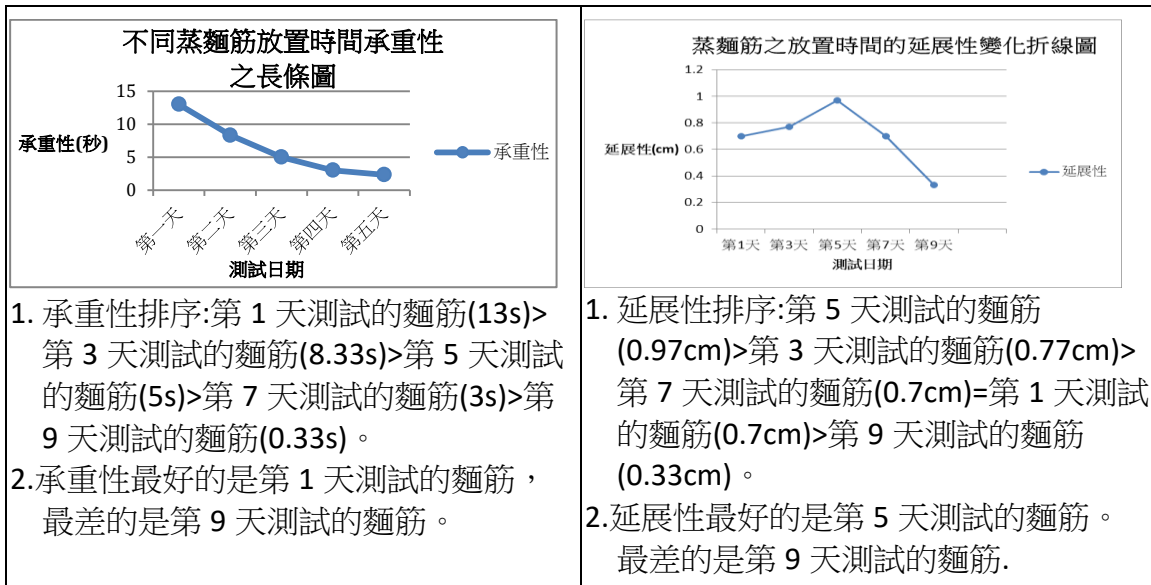 不同蒸麵筋放置時間承重性
之長條圖
15
10
5
0
承重性(秒)
承重性
第一天
第二天
第三天
第四天
第五天
測試日期
1. 承重性排序:第 1 天測試的麵筋(13s)>
第 3 天測試的麵筋(8.33s)>第 5 天測試
的麵筋(5s)>第 7 天測試的麵筋(3s)>第
9 天測試的麵筋(0.33s)。
2.承重性最好的是第 1 天測試的麵筋，
最差的是第 9 天測試的麵筋。
蒸麵筋之放置時間的延展性變化折線圖
1.2
1
0.8
0.6
0.4
0.2
0
延展性(cm)
延展性
第1天 第3天 第5天 第7天 第9天
測試日期
1. 延展性排序:第 5 天測試的麵筋
(0.97cm)>第 3 天測試的麵筋(0.77cm)>
第 7 天測試的麵筋(0.7cm)=第 1 天測試
的麵筋(0.7cm)>第 9 天測試的麵筋
(0.33cm)。
2.延展性最好的是第 5 天測試的麵筋。
最差的是第 9 天測試的麵筋.